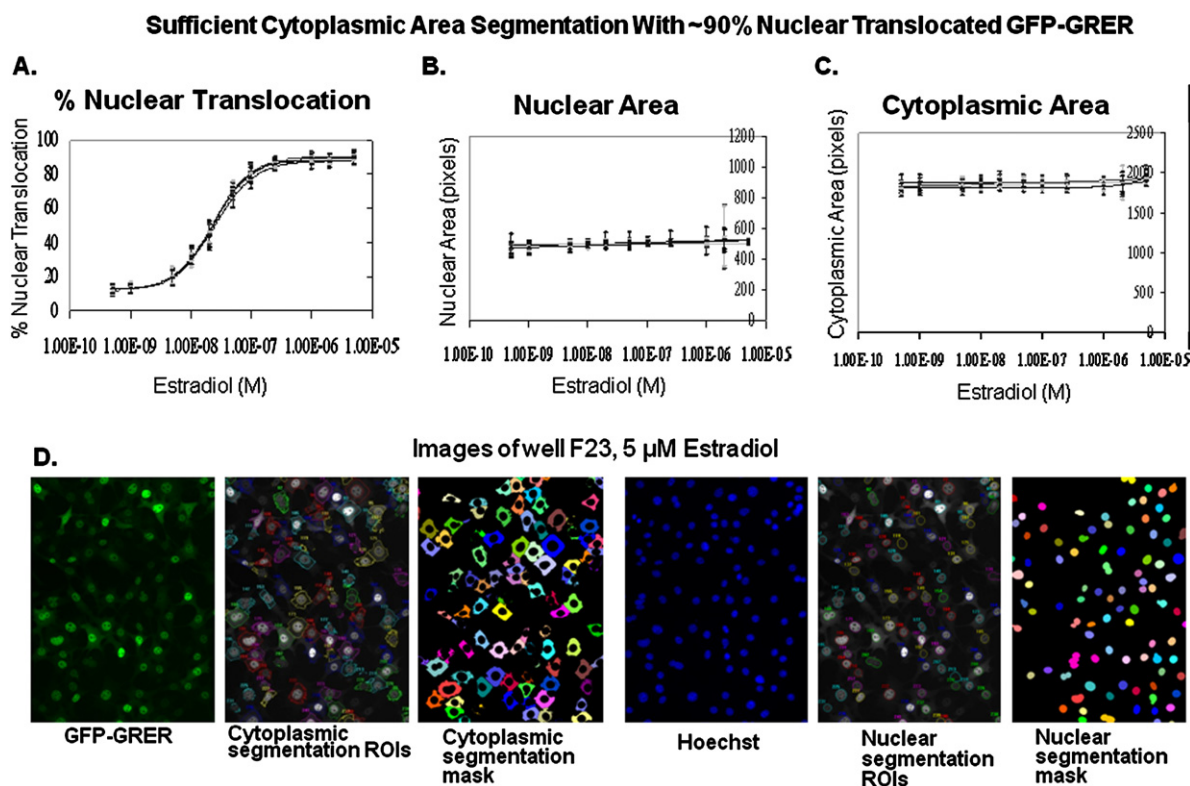 Sufficient Cytoplasmic Area Segmentation With ~90% Nuclear Translocated GFP-GRER
A.
% Nuclear Translocation
% Nuclear Translocation
100
80
60
40
20
0
1.00E-10 1.00E-09 1.00E-08 1.00E-07 1.00E-06 1.00E-05
Estradiol (M)
B.
Nuclear Area
Nuclear Area (pixels)
1200
1000
800
600
400
200
0
1.00E-10 1.00E-09 1.00E-08 1.00E-07 1.00E-06 1.00E-05
Estradiol (M)
C.
Cytoplasmic Area
Cytoplasmic Area (pixels)
2500
2000
1500
1000
500
0
1.00E-10 1.00E-09 1.00E-08 1.00E-07 1.00E-06 1.00E-05
Estradiol (M)
D.
Images of well F23, 5 µM Estradiol
GFP-GRER
Cytoplasmic
segmentation ROIs
Cytoplasmic
segmentation
mask
Hoechst
Nuclear
segmentation
ROIs
Nuclear
segmentation
mask